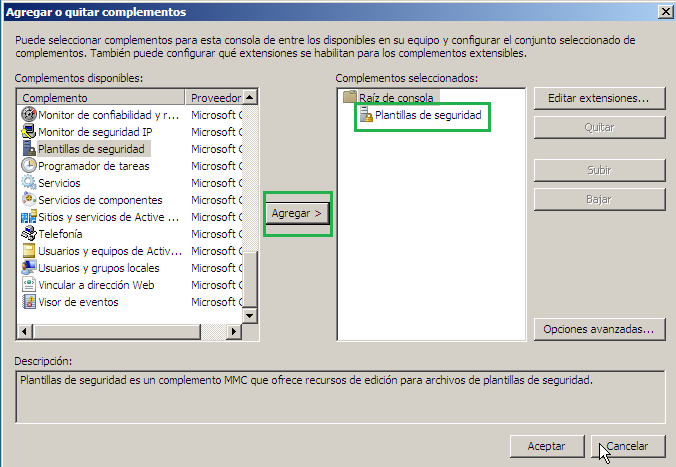 Agregar o quitar complementos
Puede seleccionar complementos para esta consola de entre los disponibles en su equipo y configurar el conjunto seleccionado de
complementos. También puede configurar qué extensiones se habilitan para los complementos extensibles.
Complementos disponibles:
Complemento Proveedor
Monitor de confiabilidad y r... Microsoft C
Monitor de seguridad IP Microsoft C
Plantillas de seguridad Microsoft C
Programador de tareas Microsoft C
Servicios Microsoft C
Servicios de componentes Microsoft C
Sitios y servicios de Active ... Microsoft C
Telefonía Microsoft C
Usuarios y equipos de Activ... Microsoft C
Usuarios y grupos locales Microsoft C
Vincular a dirección Web Microsoft C
Visor de eventos Microsoft C
Agregar >
Complementos seleccionados:
Raíz de consola
Plantillas de seguridad
Editar extensiones...
Quitar
Subir
Bajar
Opciones avanzadas...
Descripción:
Plantillas de seguridad es un complemento MMC que ofrece recursos de edición para archivos de plantillas de seguridad.
Aceptar
Cancelar